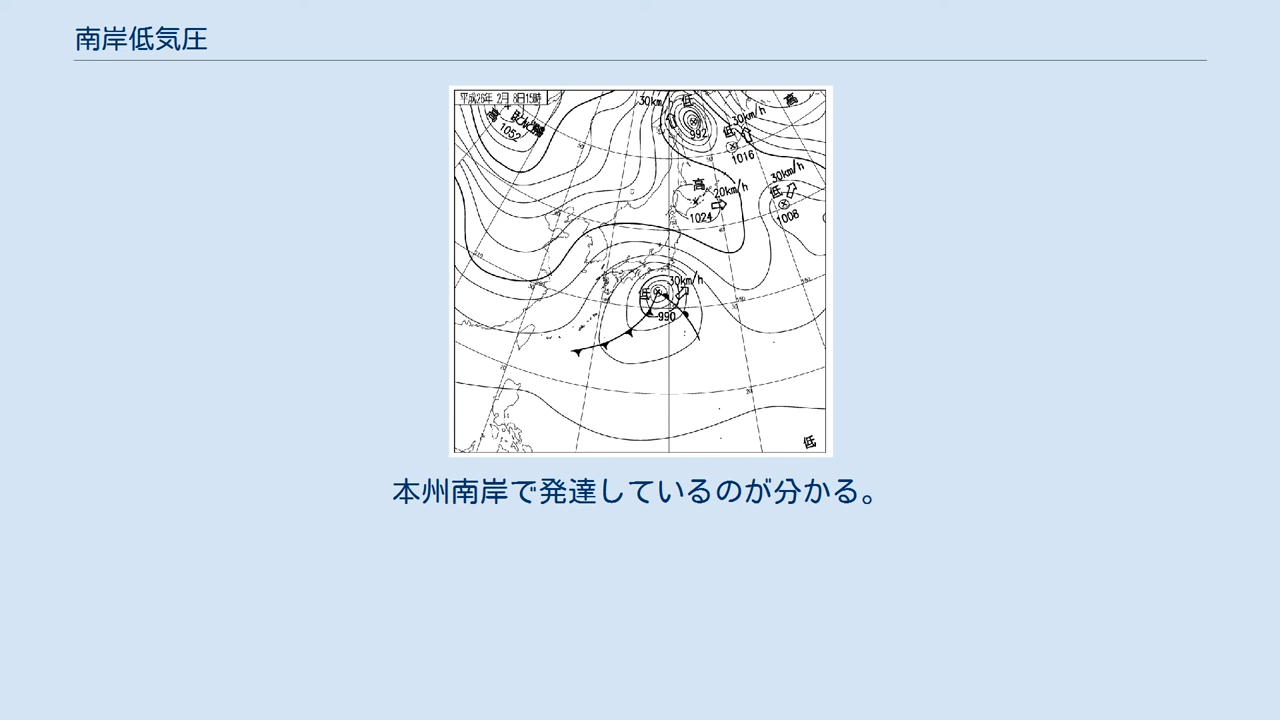 南岸低気圧
平成26年 2月 8日15時
30km/h 低
高
992
30km/h
低
1016
高
1052
高
20km/h
1024
30km/h
低
1008
30km/h
低
990
低
本州南岸で発達しているのが分かる。